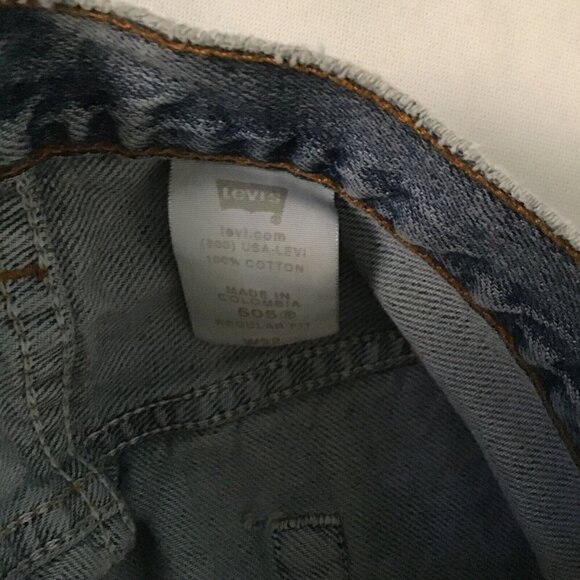 Levi's
®
levi.com
(800) USA-LEVI
100% COTTON
MADE IN
COLOMBIA
505®
REGULAR FIT